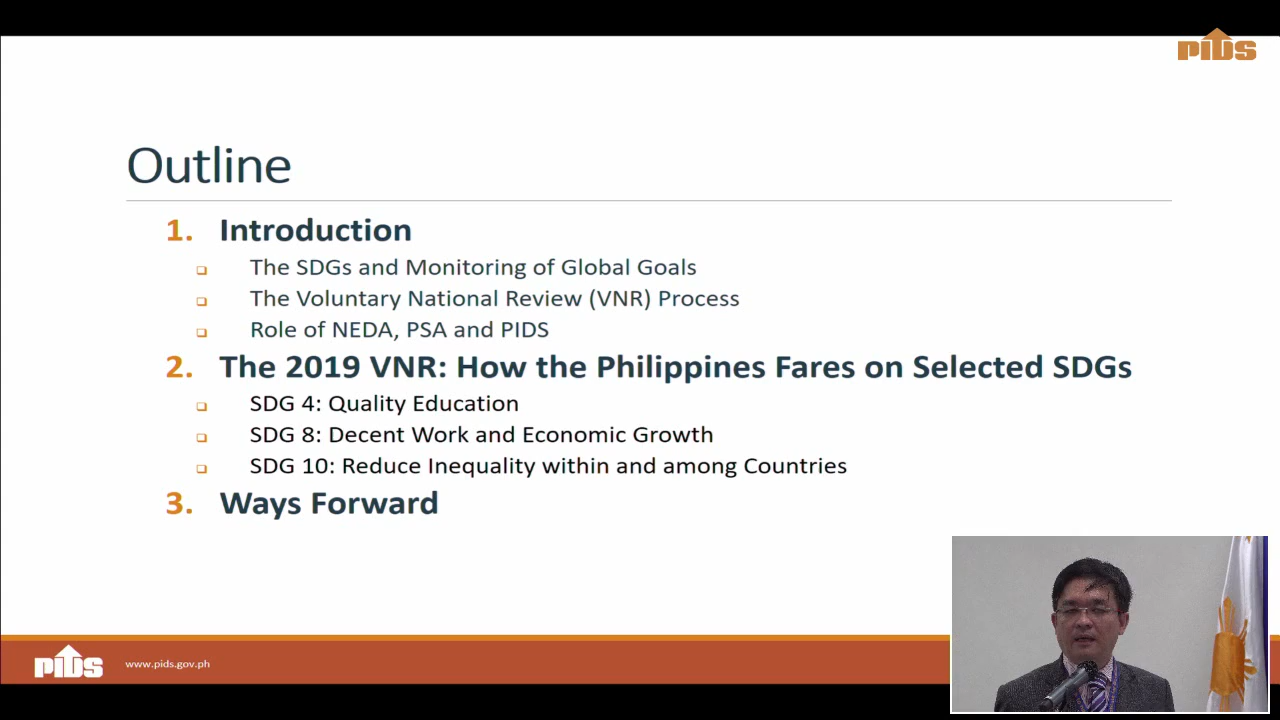 PIDS
Outline
1. Introduction
❑ The SDGs and Monitoring of Global Goals
❑ The Voluntary National Review (VNR) Process
❑ Role of NEDA, PSA and PIDS
2. The 2019 VNR: How the Philippines Fares on Selected SDGs
❑ SDG 4: Quality Education
❑ SDG 8: Decent Work and Economic Growth
❑ SDG 10: Reduce Inequality within and among Countries
3. Ways Forward
PIDS www.pids.gov.ph